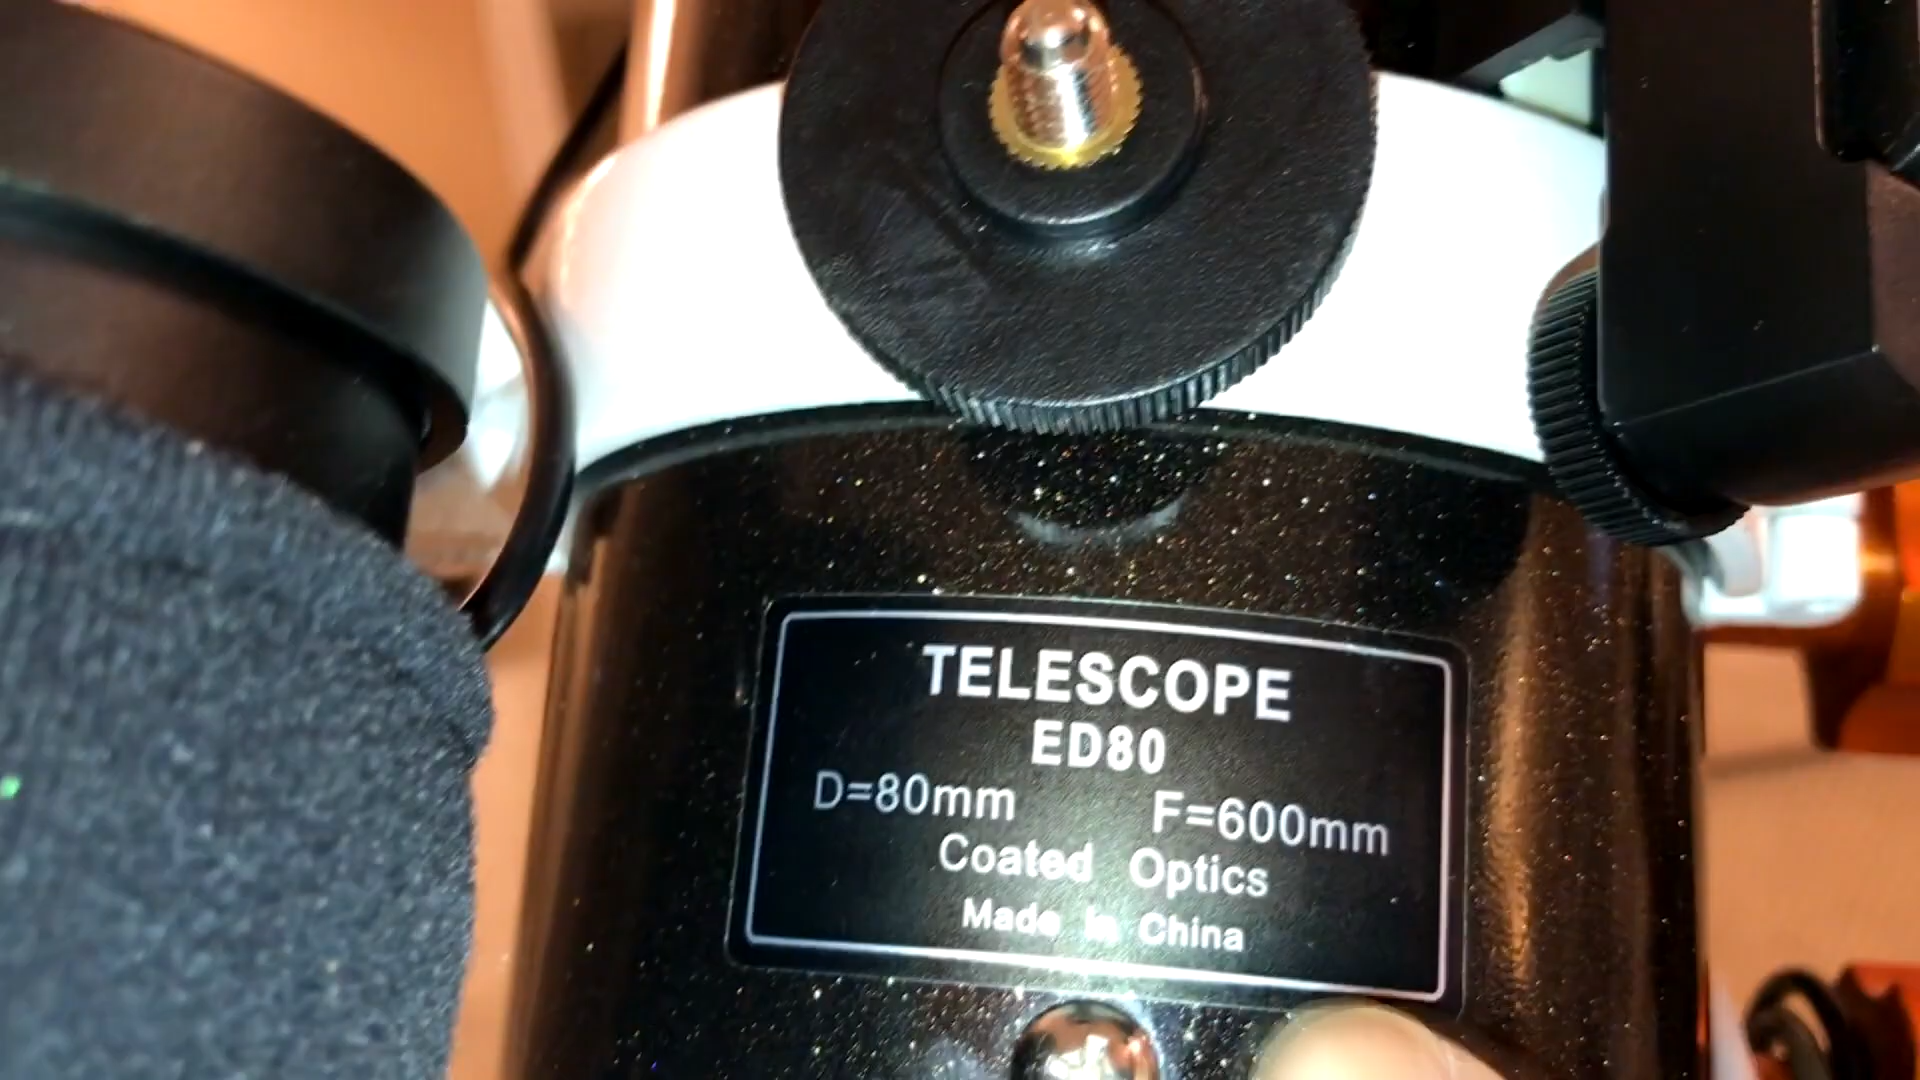 TELESCOPE
ED80
D=80mm F=600mm
Coated Optics
Made in China